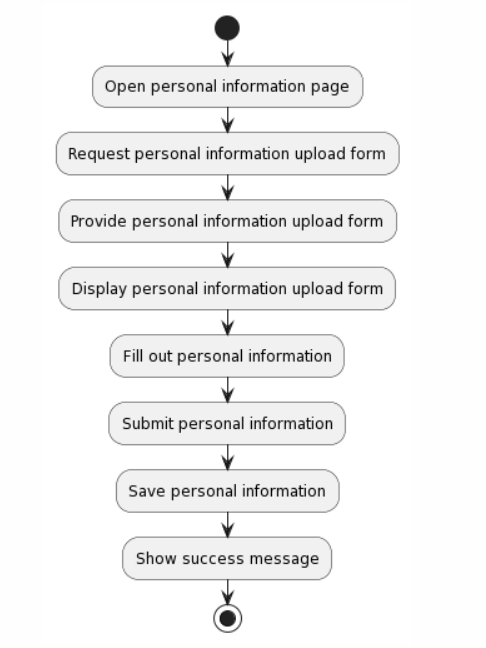 Open personal information page
Request personal information upload form
Provide personal information upload form
Display personal information upload form
Fill out personal information
Submit personal information
Save personal information
Show success message